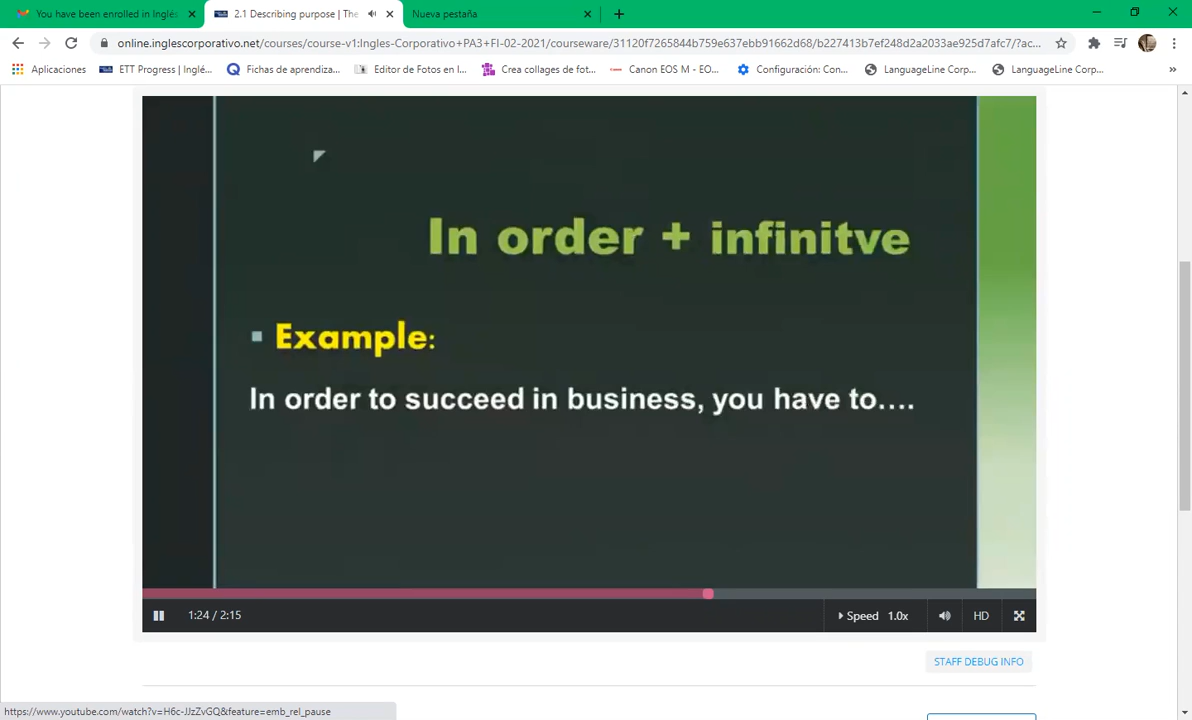 You have been enrolled in Inglés
2.1 Describing purpose | The
Nueva pestaña
online.inglescorporativo.net/courses/course-v1:Ingles-Corporativo+PA3+FI-02-2021/courseware/31120f7265844b759e637ebb91662d68/b227413b7ef248d2a2033ae925d7afc7/?ac...
Aplicaciones
ETT Progress | Inglé...
Fichas de aprendiza...
Editor de Fotos en l...
Crea collages de fot...
Canon EOS M - EO...
Configuración: Con...
LanguageLine Corp...
LanguageLine Corp...
»
In order + infinitve
Example:
In order to succeed in business, you have to....
1:24 / 2:15
Speed 1.0x
HD
STAFF DEBUG INFO
https://www.youtube.com/watch?v=H6c-JJzZvGQ&feature=emb_rel_pause